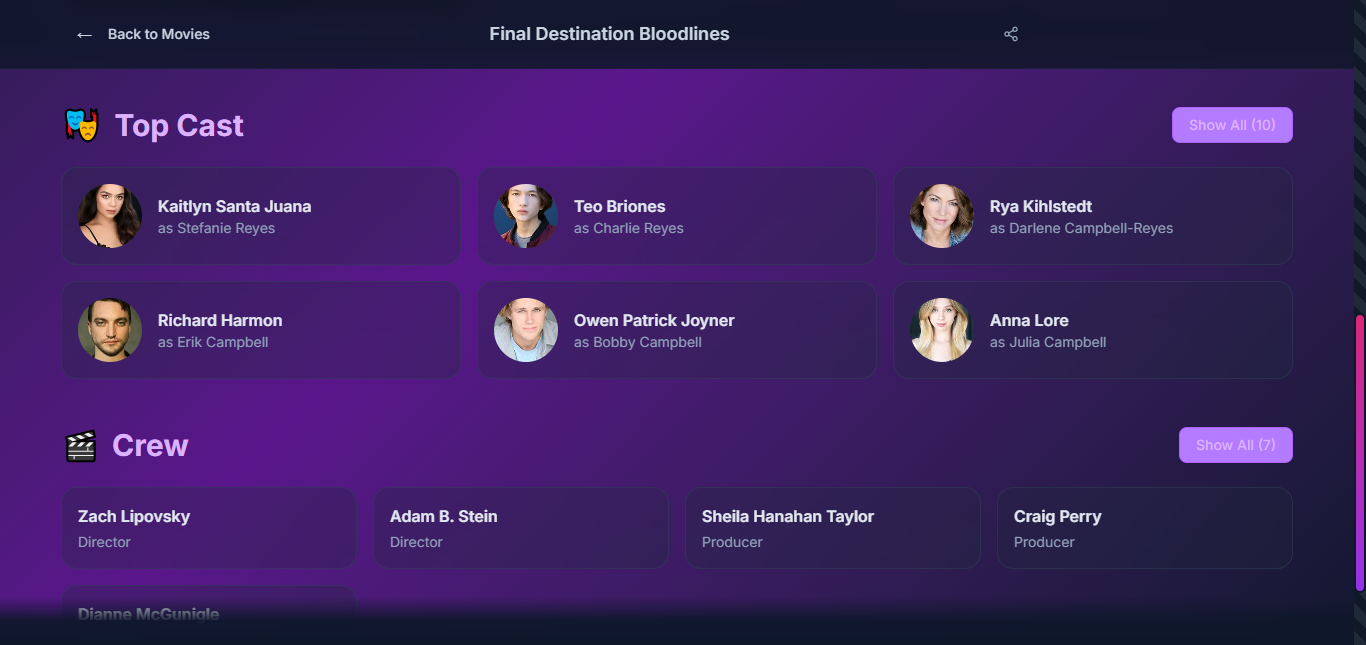 ← Back to Movies
Final Destination Bloodlines
Top Cast
Show All (10)
Kaitlyn Santa Juana
as Stefanie Reyes
Teo Briones
as Charlie Reyes
Rya Kihlstedt
as Darlene Campbell-Reyes
Richard Harmon
as Erik Campbell
Owen Patrick Joyner
as Bobby Campbell
Anna Lore
as Julia Campbell
Crew
Show All (7)
Zach Lipovsky
Director
Adam B. Stein
Director
Sheila Hanahan Taylor
Producer
Craig Perry
Producer
Dianne McGunigle